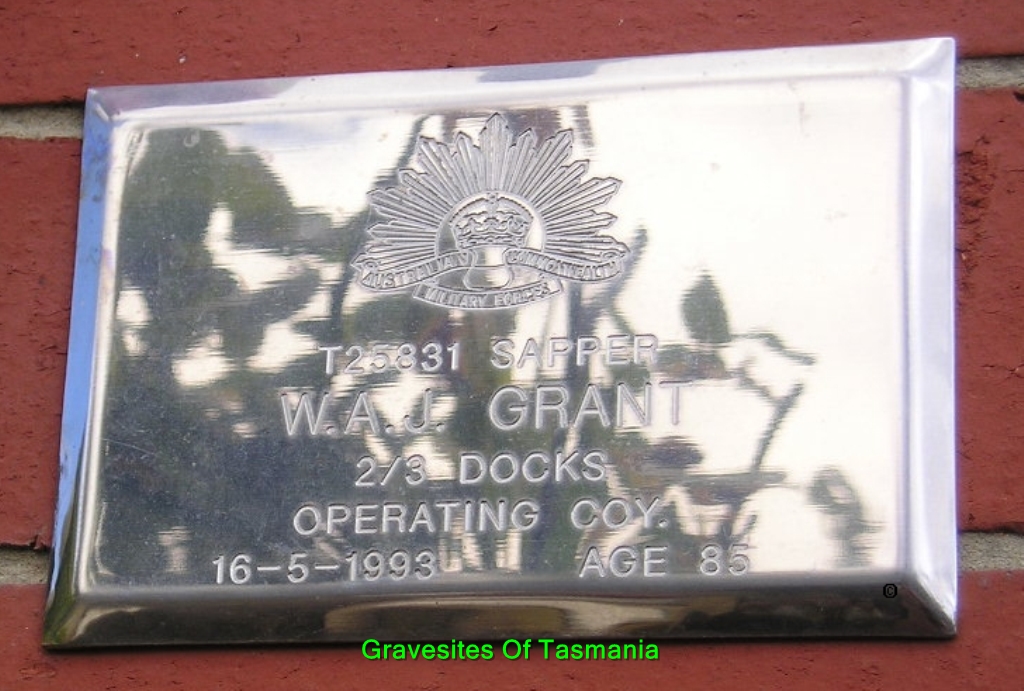 AUSTRALIAN COMMONWEALTH
MILITARY FORCES
T25831 SAPPER
W.A.J. GRANT
2/3 DOCKS
OPERATING COY.
16-5-1993 AGE 85
©
Gravesites Of Tasmania